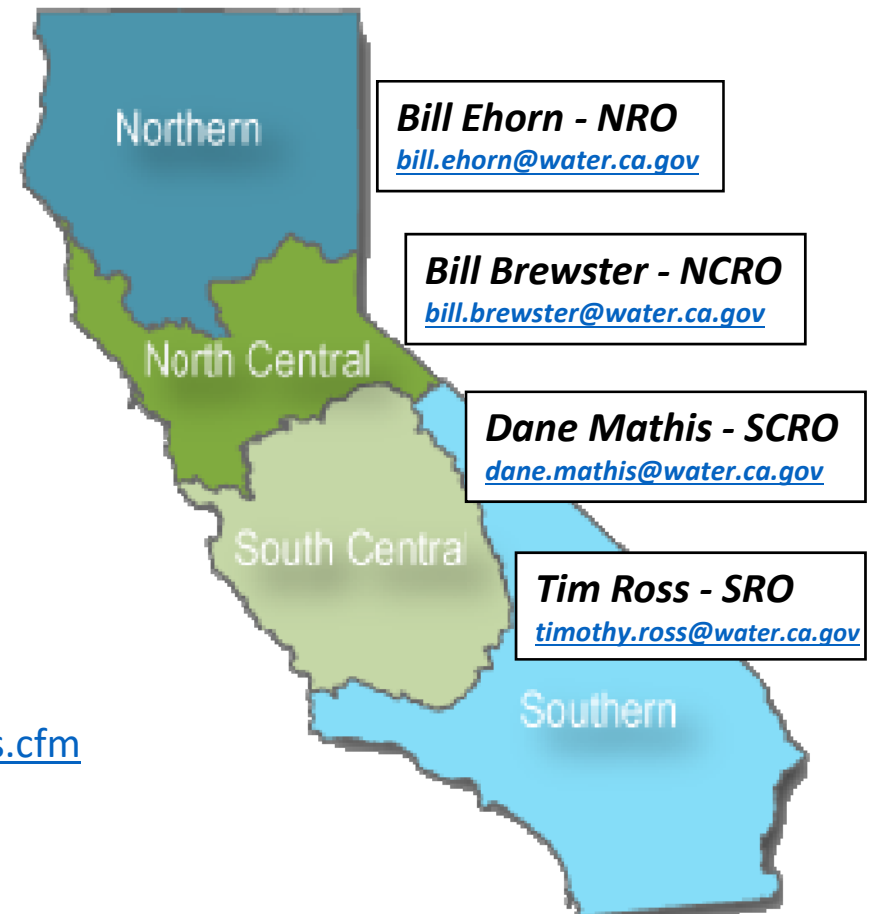 Northern
Bill Ehorn - NRO
bill.ehorn@water.ca.gov
Bill Brewster - NCRO
bill.brewster@water.ca.gov
North Central
Dane Mathis - SCRO
dane.mathis@water.ca.gov
South Central
Tim Ross - SRO
timothy.ross@water.ca.gov
Southern
s.cfm